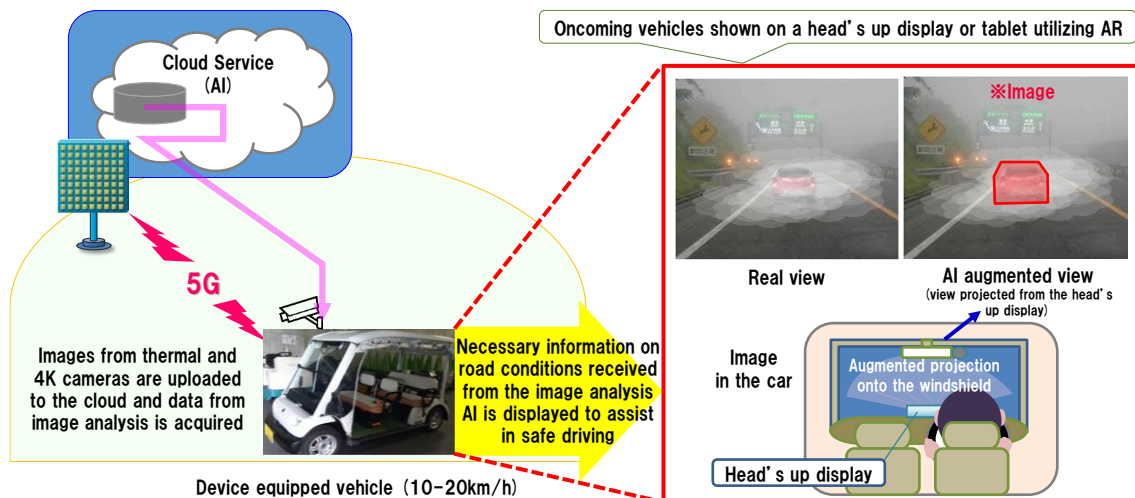 Oncoming vehicles shown on a head's up display or tablet utilizing AR
Cloud Service
(AI)
※Image
5G
Real view
AI augmented view
(view projected from the head's
up display)
Images from thermal and
4K cameras are uploaded
to the cloud and data from
image analysis is acquired
Necessary information on
road conditions received
from the image analysis
AI is displayed to assist
in safe driving
Image
in the car
Augmented projection
onto the windshield
Head's up display
Device equipped vehicle (10-20km/h)